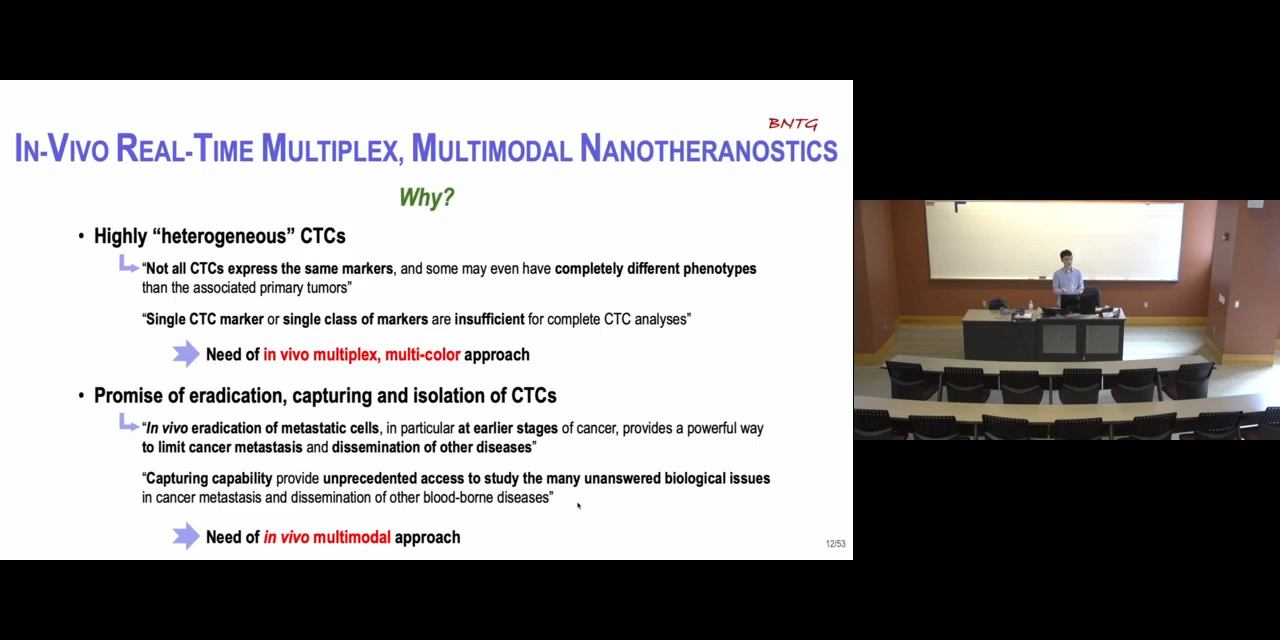 BNTG
IN-VIVO REAL-TIME MULTIPLEX, MULTIMODAL NANOTHERANOSTICS
Why?
• Highly “heterogeneous” CTCs
“Not all CTCs express the same markers, and some may even have completely different phenotypes
than the associated primary tumors”
“Single CTC marker or single class of markers are insufficient for complete CTC analyses”
Need of in vivo multiplex, multi-color approach
• Promise of eradication, capturing and isolation of CTCs
“In vivo eradication of metastatic cells, in particular at earlier stages of cancer, provides a powerful way
to limit cancer metastasis and dissemination of other diseases”
“Capturing capability provide unprecedented access to study the many unanswered biological issues
in cancer metastasis and dissemination of other blood-borne diseases”
Need of in vivo multimodal approach
12/53